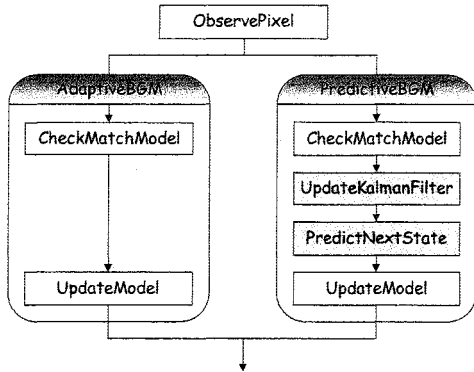 ObservePixel
AdaptiveBGM
PredictiveBGM
CheckMatchModel
CheckMatchModel
UpdateKalmanFilter
PredictNextState
UpdateModel
UpdateModel